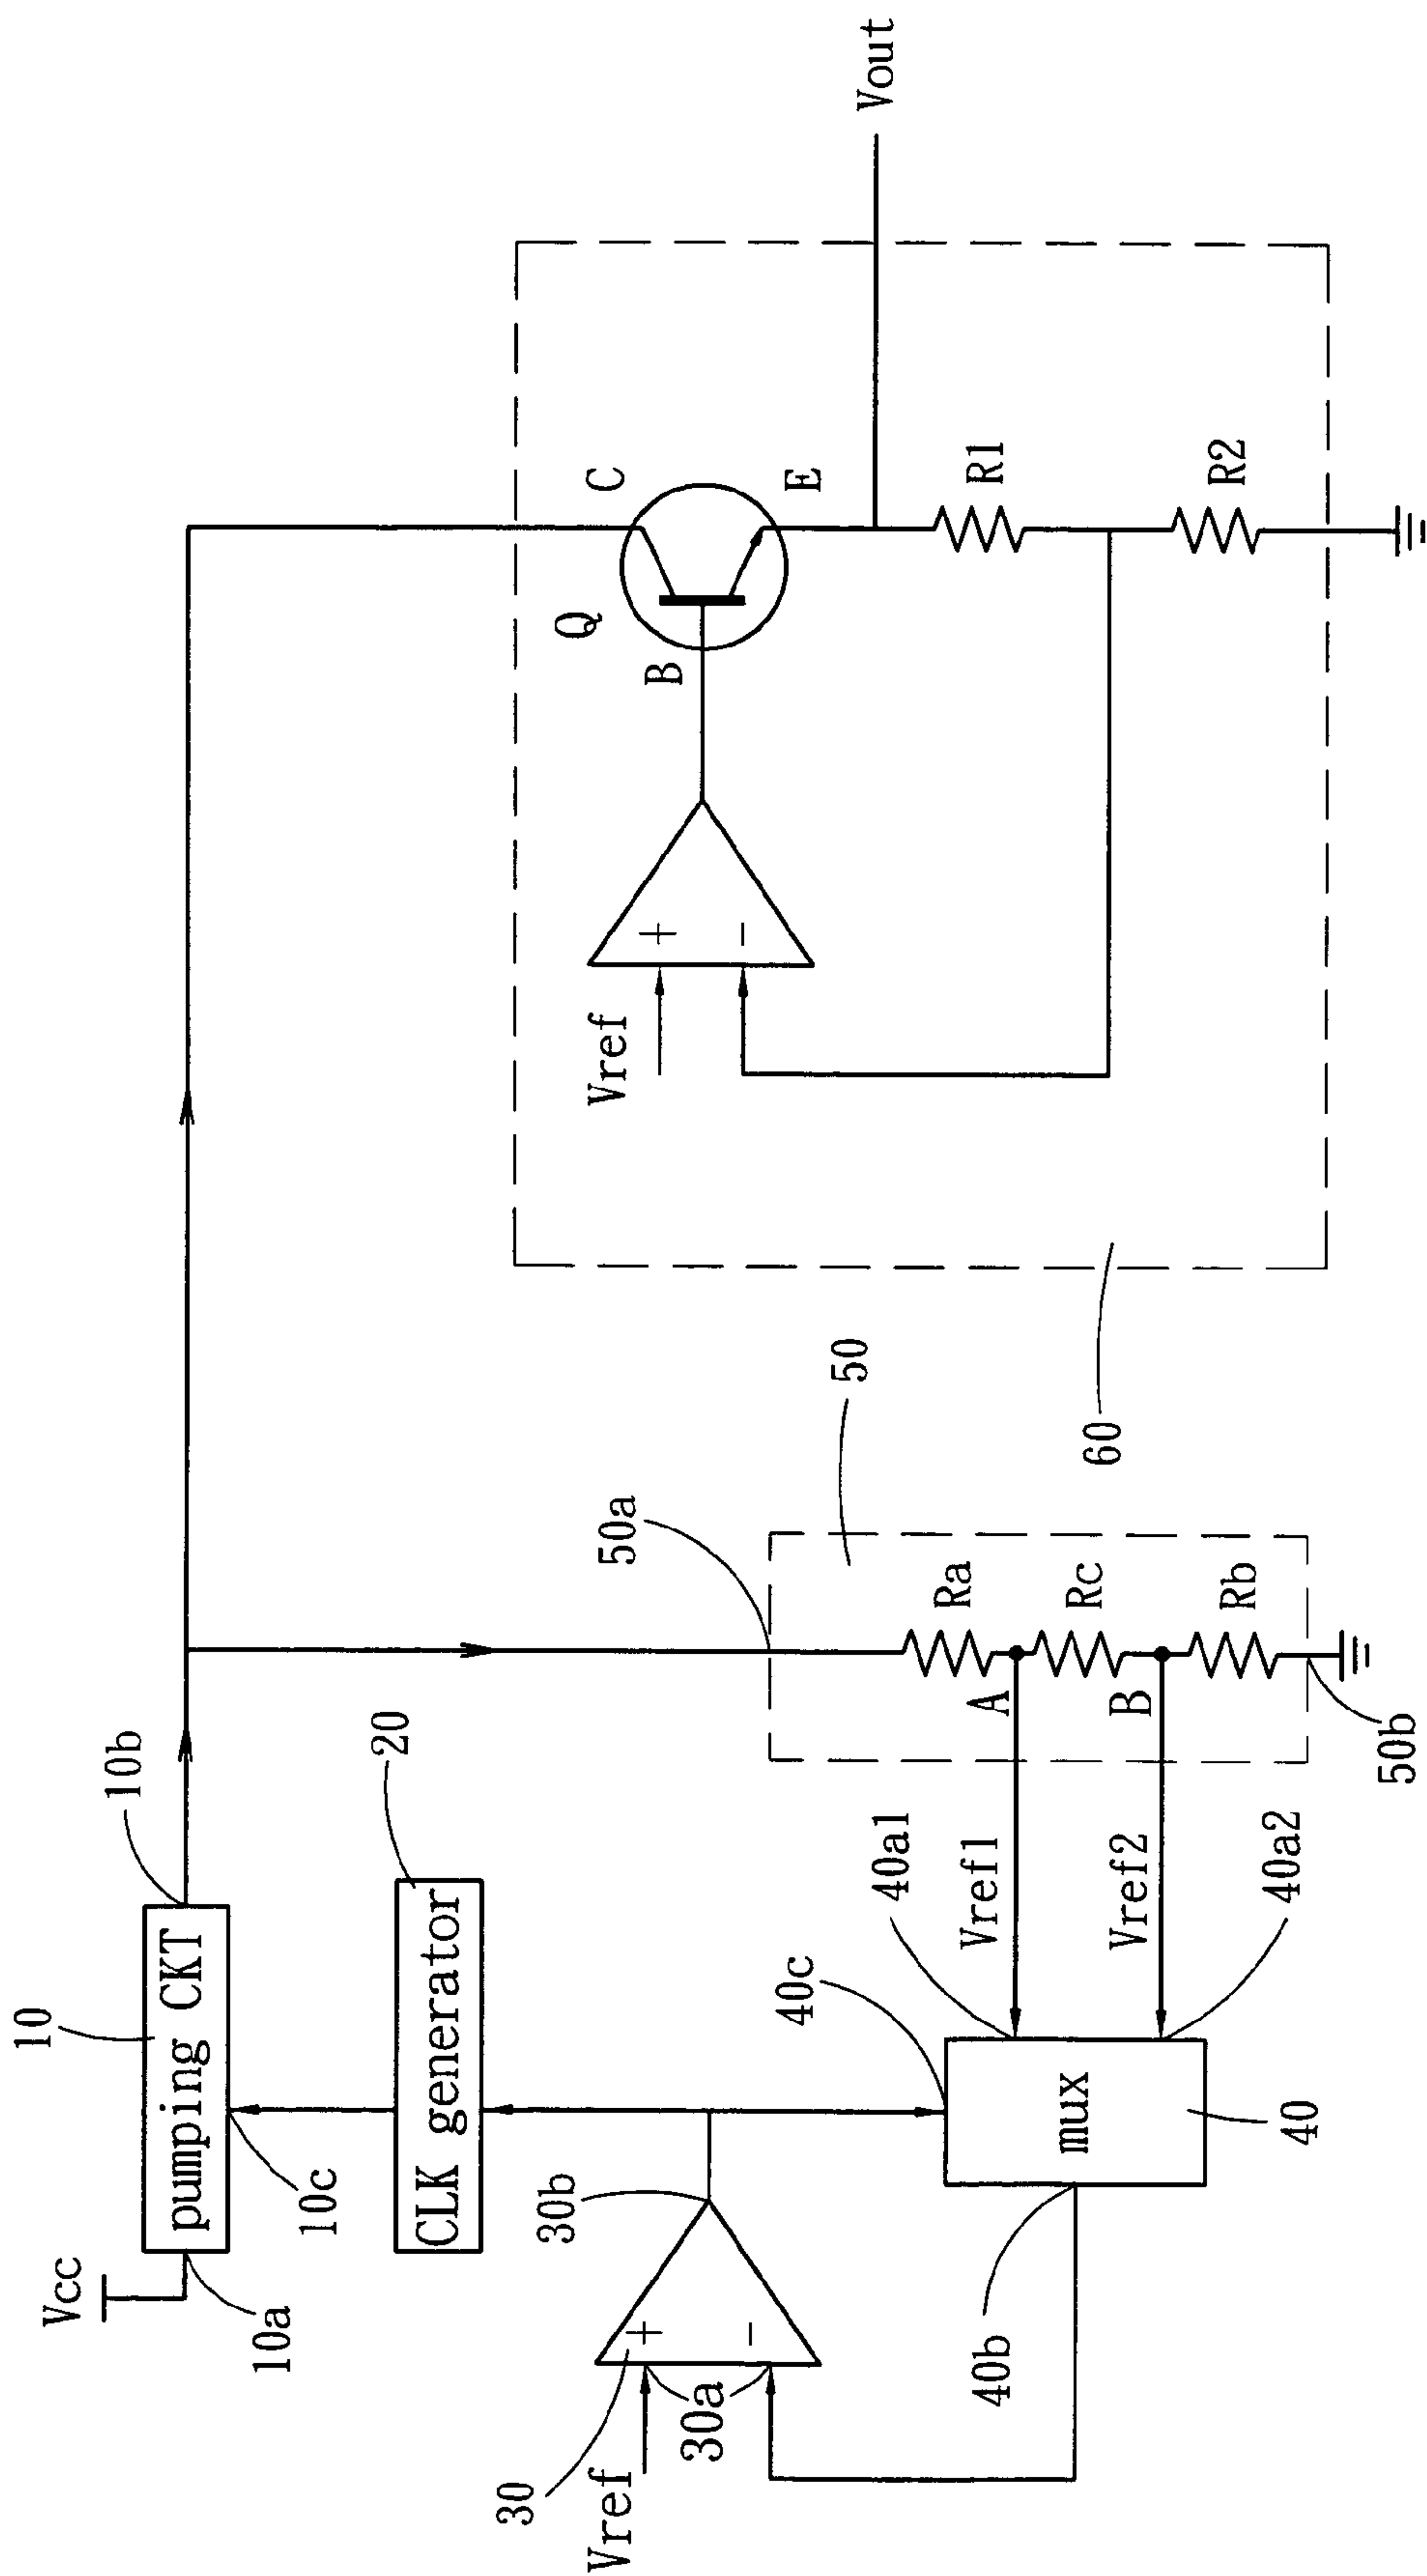 Vcc
10
pumping CKT
10a
10b
10c
20
CLK generator
30
Vref
+
-
30a
30b
40c
mux
40
40b
Vref1
40a1
Vref2
40a2
50a
50
Ra
A
Rc
B
Rb
50b
60
Vref
+
-
Q
C
B
E
Vout
R1
R2